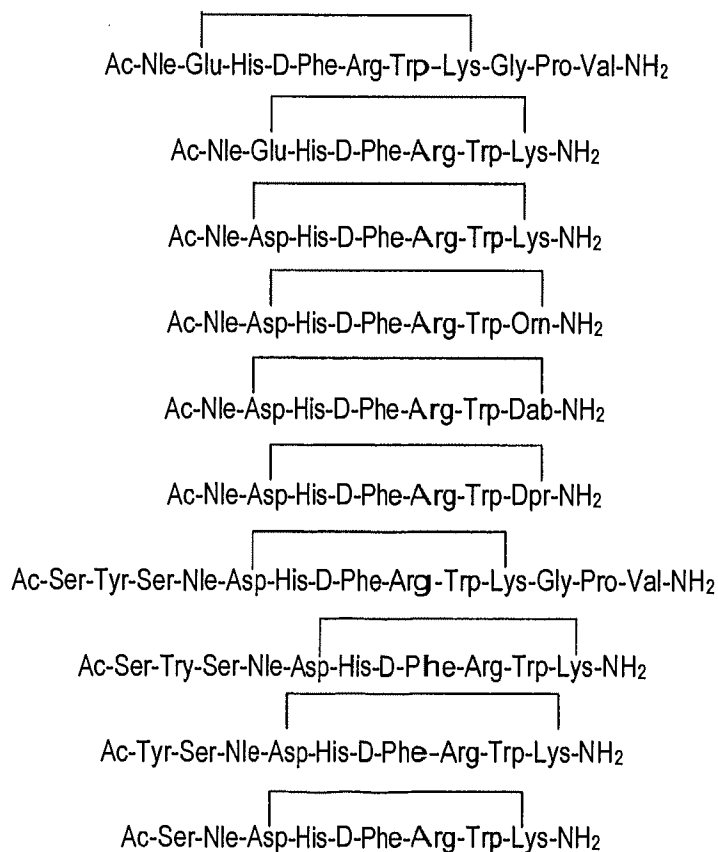 Ac-Nle-Glu-His-D-Phe-Arg-Trp-Lys-Gly-Pro-Val-NH2
Ac-Nle-Glu-His-D-Phe-Arg-Trp-Lys-NH2
Ac-Nle-Asp-His-D-Phe-Arg-Trp-Lys-NH2
Ac-Nle-Asp-His-D-Phe-Arg-Trp-Orn-NH2
Ac-Nle-Asp-His-D-Phe-Arg-Trp-Dab-NH2
Ac-Nle-Asp-His-D-Phe-Arg-Trp-Dpr-NH2
Ac-Ser-Tyr-Ser-Nle-Asp-His-D-Phe-Arg-Trp-Lys-Gly-Pro-Val-NH2
Ac-Ser-Try-Ser-Nle-Asp-His-D-Phe-Arg-Trp-Lys-NH2
Ac-Tyr-Ser-Nle-Asp-His-D-Phe-Arg-Trp-Lys-NH2
Ac-Ser-Nle-Asp-His-D-Phe-Arg-Trp-Lys-NH2